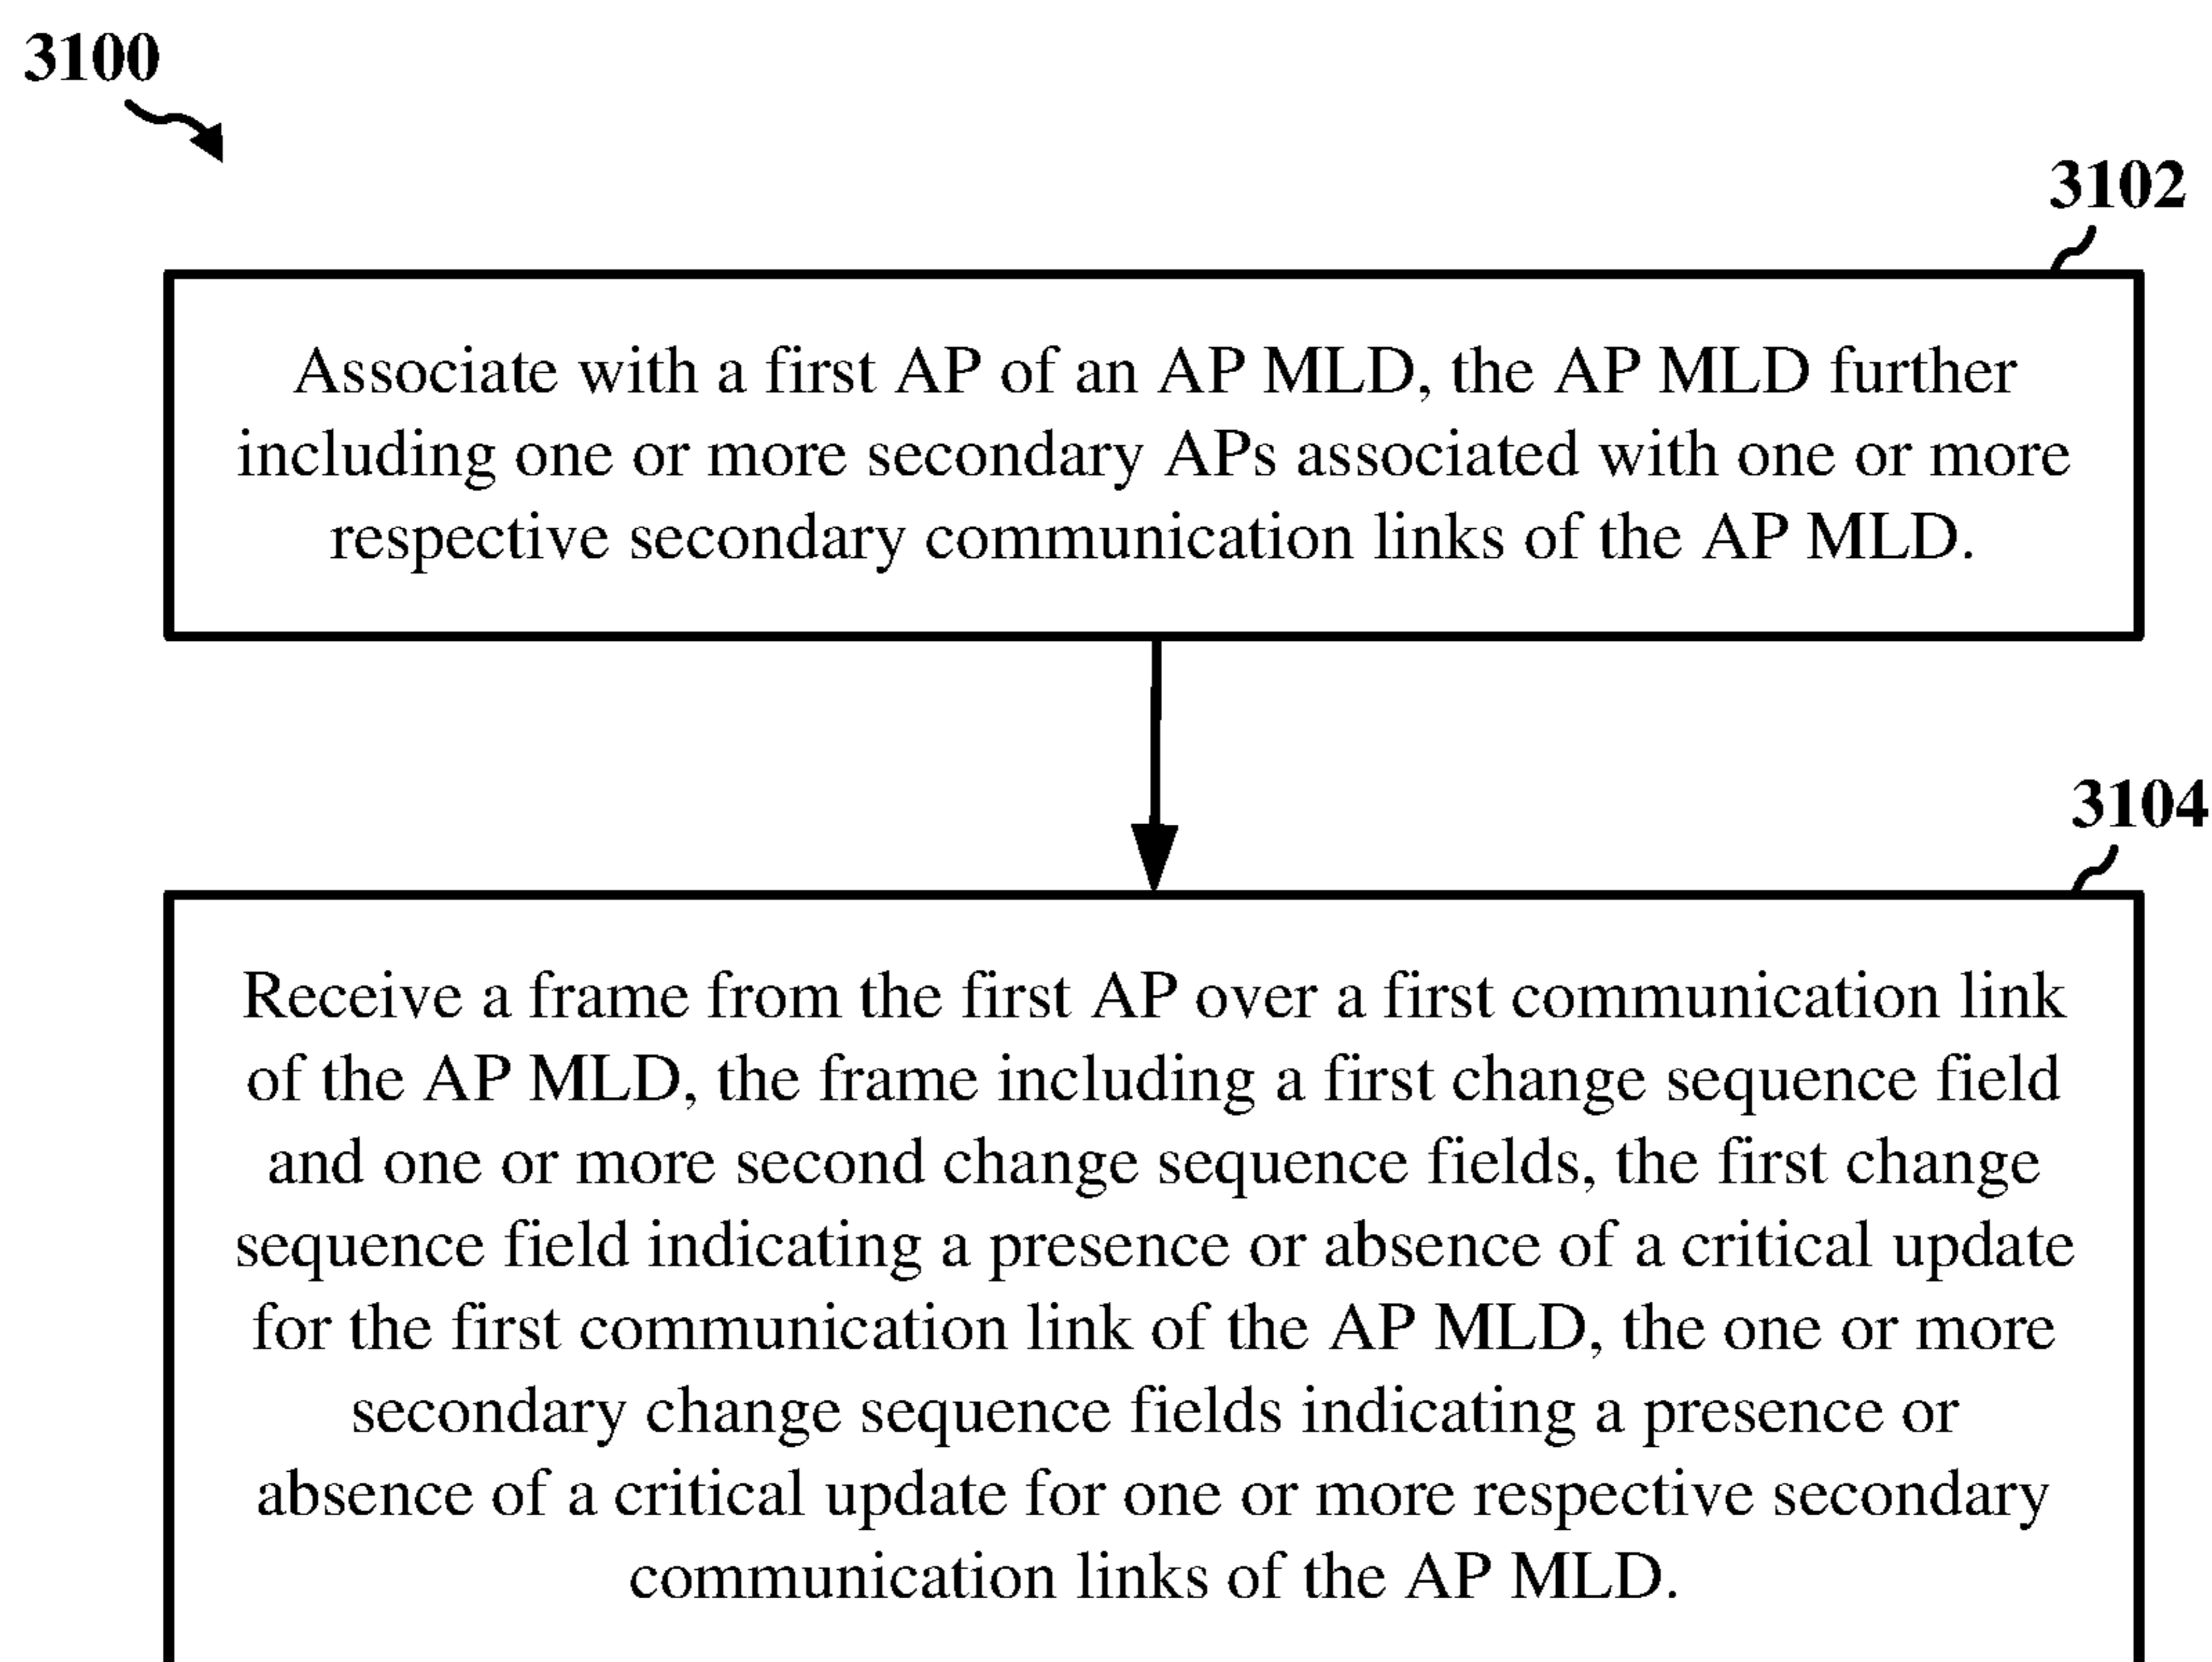 3100
3102
Associate with a first AP of an AP MLD, the AP MLD further
including one or more secondary APs associated with one or more
respective secondary communication links of the AP MLD.
3104
Receive a frame from the first AP over a first communication link
of the AP MLD, the frame including a first change sequence field
and one or more second change sequence fields, the first change
sequence field indicating a presence or absence of a critical update
for the first communication link of the AP MLD, the one or more
secondary change sequence fields indicating a presence or
absence of a critical update for one or more respective secondary
communication links of the AP MLD.